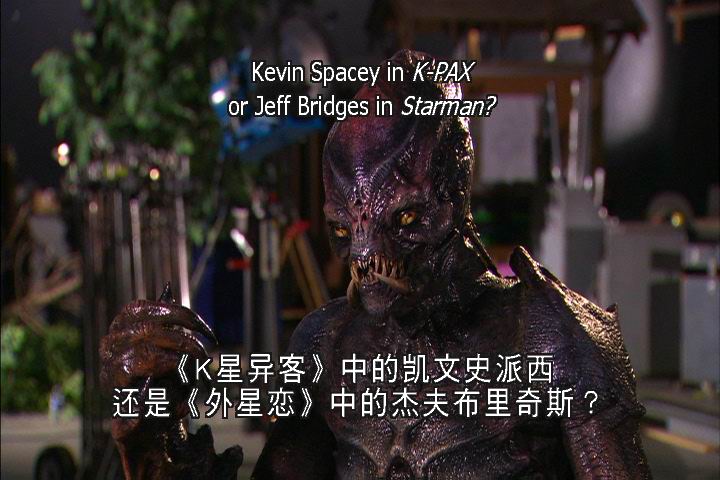 Kevin Spacey in K-PAX
or Jeff Bridges in Starman?
《K星异客》中的凯文史派西
还是《外星恋》中的杰夫布里奇斯？